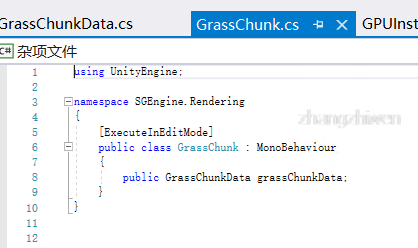 GrassChunkData.cs GrassChunk.cs GPUInst
C# 杂项文件
1 using UnityEngine;
2
3 namespace SGEngine.Rendering
4 {
5 [ExecuteInEditMode]
6 public class GrassChunk : MonoBehaviour
7 {
8 public GrassChunkData grassChunkData;
9 }
10 }
11
12
zhangzhiwen